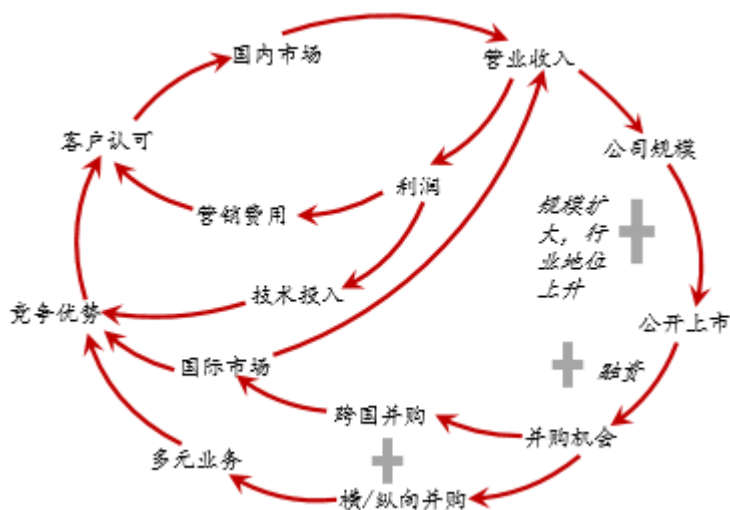 国内市场
营业收入
客户认可
公司规模
利润
营销费用
规模扩
大，行
业地位
上升
技术投入
竞争优势
公开上市
国际市场
融资
跨国并购
并购机会
多元业务
横/纵向并购